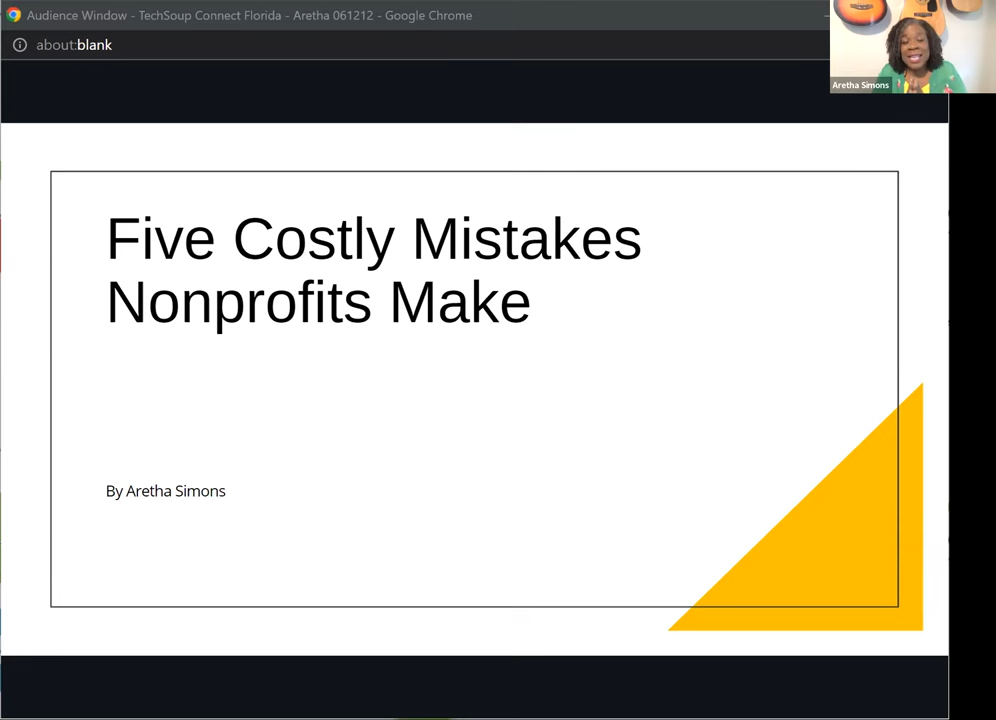 Audience Window - TechSoup Connect Florida - Aretha 061212 - Google Chrome
about:blank
Aretha Simons
Five Costly Mistakes
Nonprofits Make
By Aretha Simons